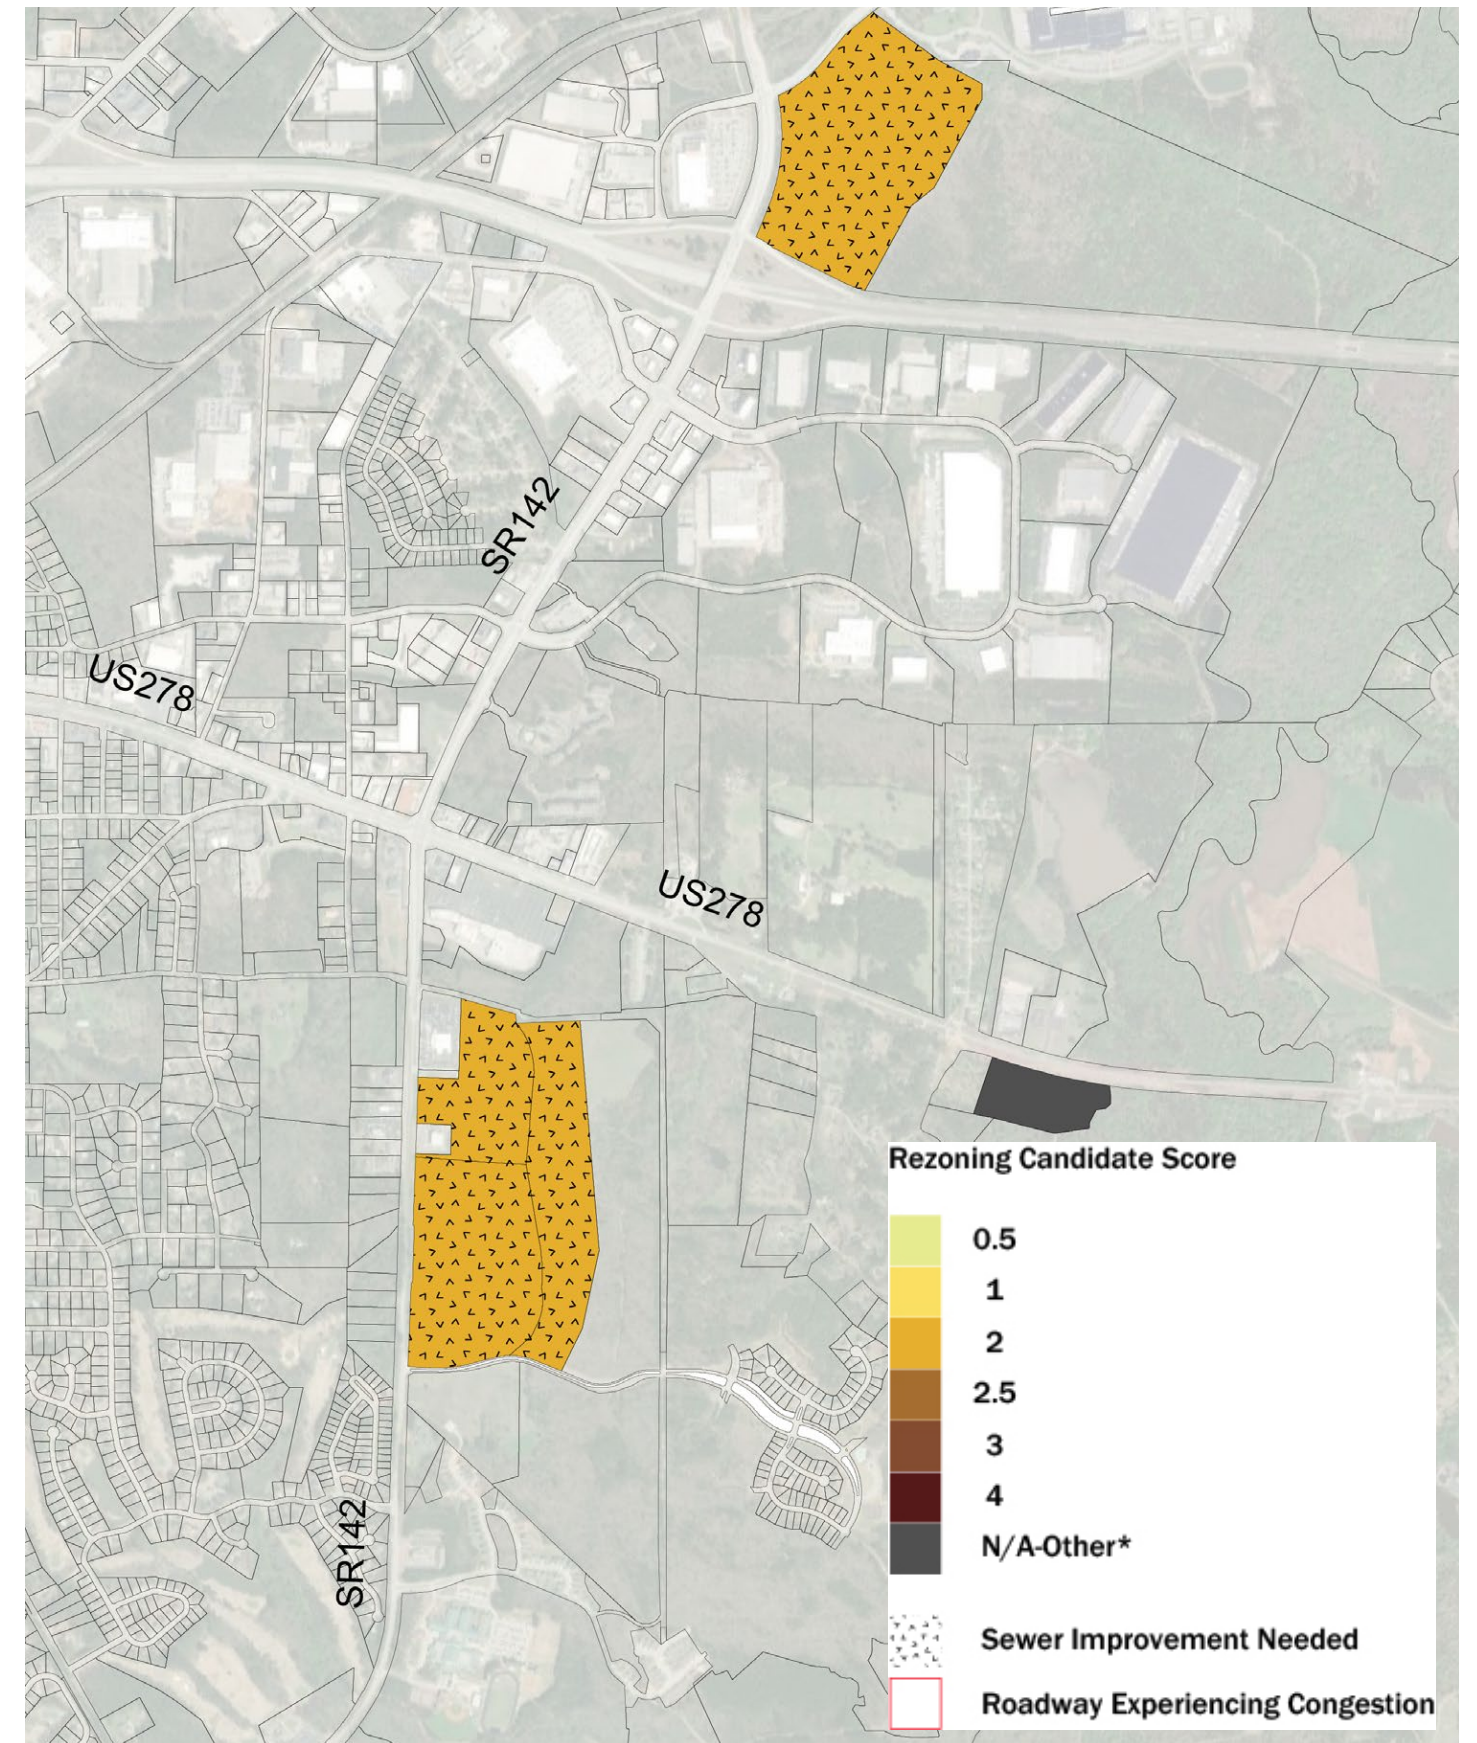 SR142
US278
US278
SR142
Rezoning Candidate Score
0.5
1
2
2.5
3
4
N/A-Other*
Sewer Improvement Needed
Roadway Experiencing Congestion